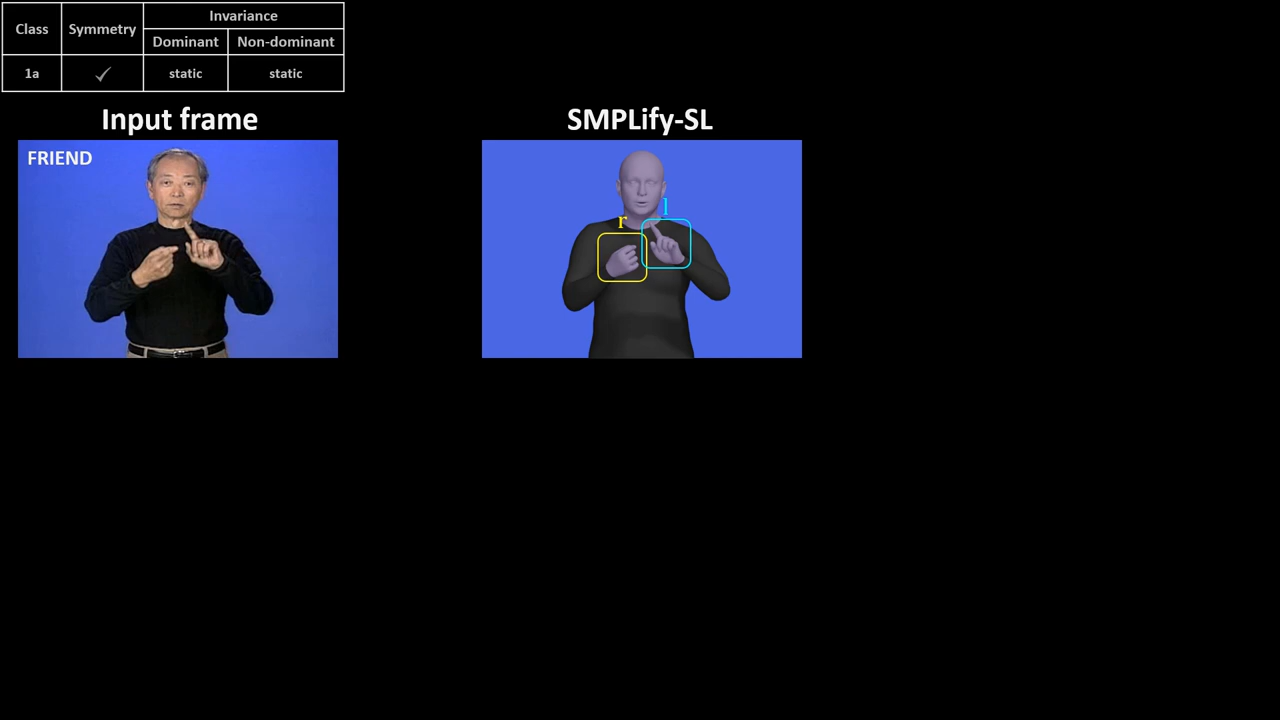 Class Symmetry Invariance
Dominant Non-dominant
1a ✓ static static
Input frame SMPLify-SL
FRIEND
l
r